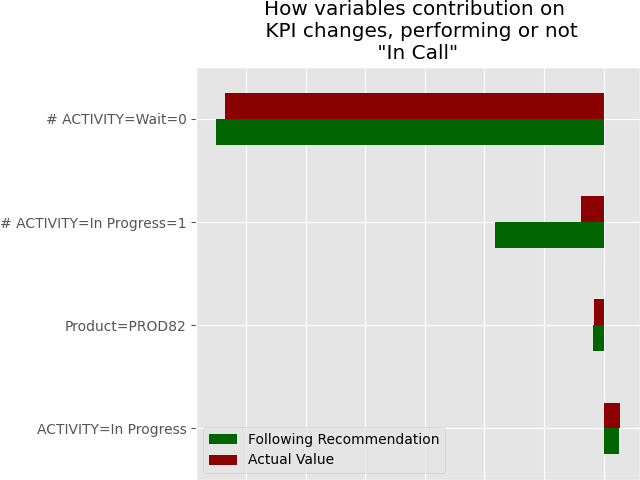 How variables contribution on
KPI changes, performing or not
"In Call"
# ACTIVITY=Wait=0
# ACTIVITY=In Progress=1
Product=PROD82
ACTIVITY=In Progress
Following Recommendation
Actual Value